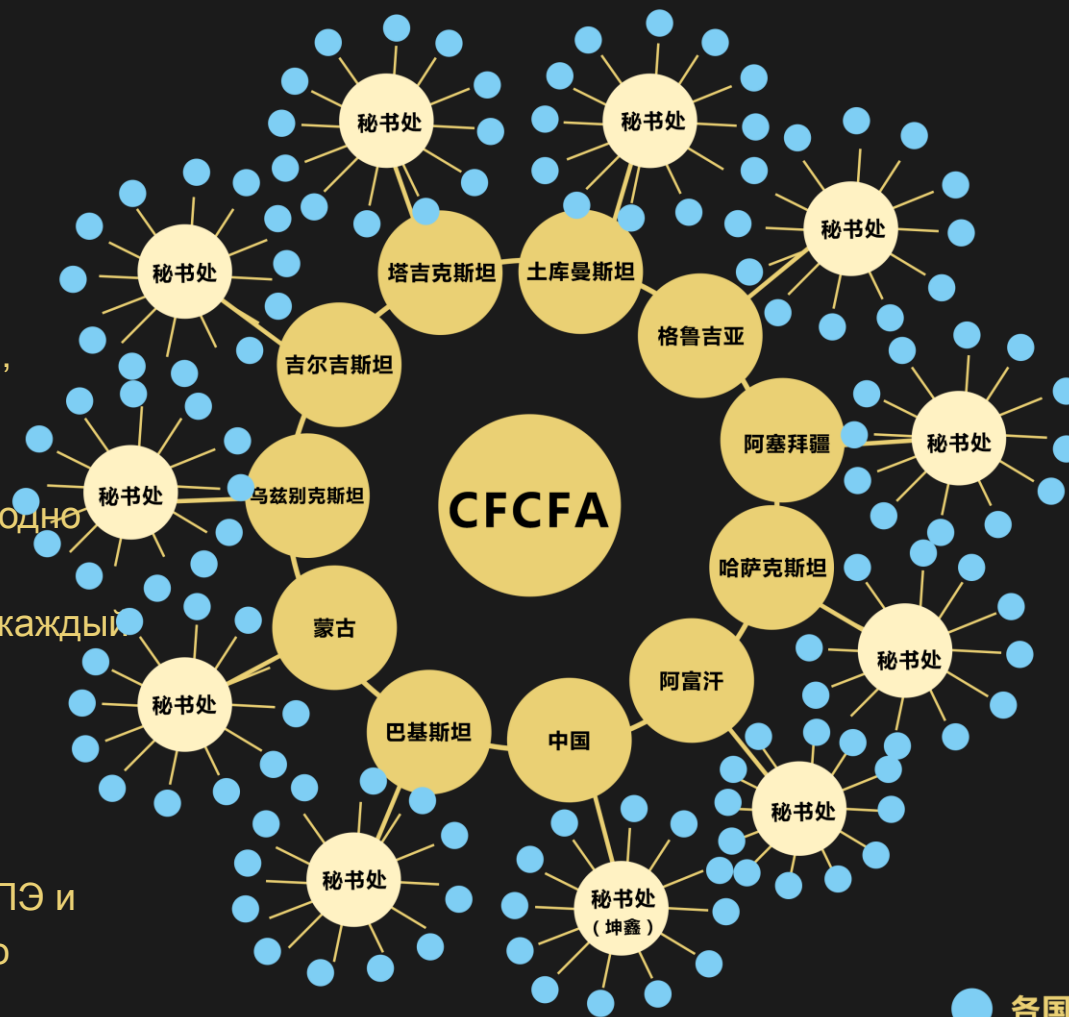 秘书处
秘书处
秘书处
秘书处
塔吉克斯坦
土库曼斯坦
格鲁吉亚
吉尔吉斯坦
,
阿塞拜疆
秘书处
秘书处
乌兹别克斯坦
CFCFA
одно
哈萨克斯坦
каждый
蒙古
秘书处
阿富汗
秘书处
巴基斯坦
中国
秘书处
秘书处
秘书处
(坤鑫)
ПЭ и
各国